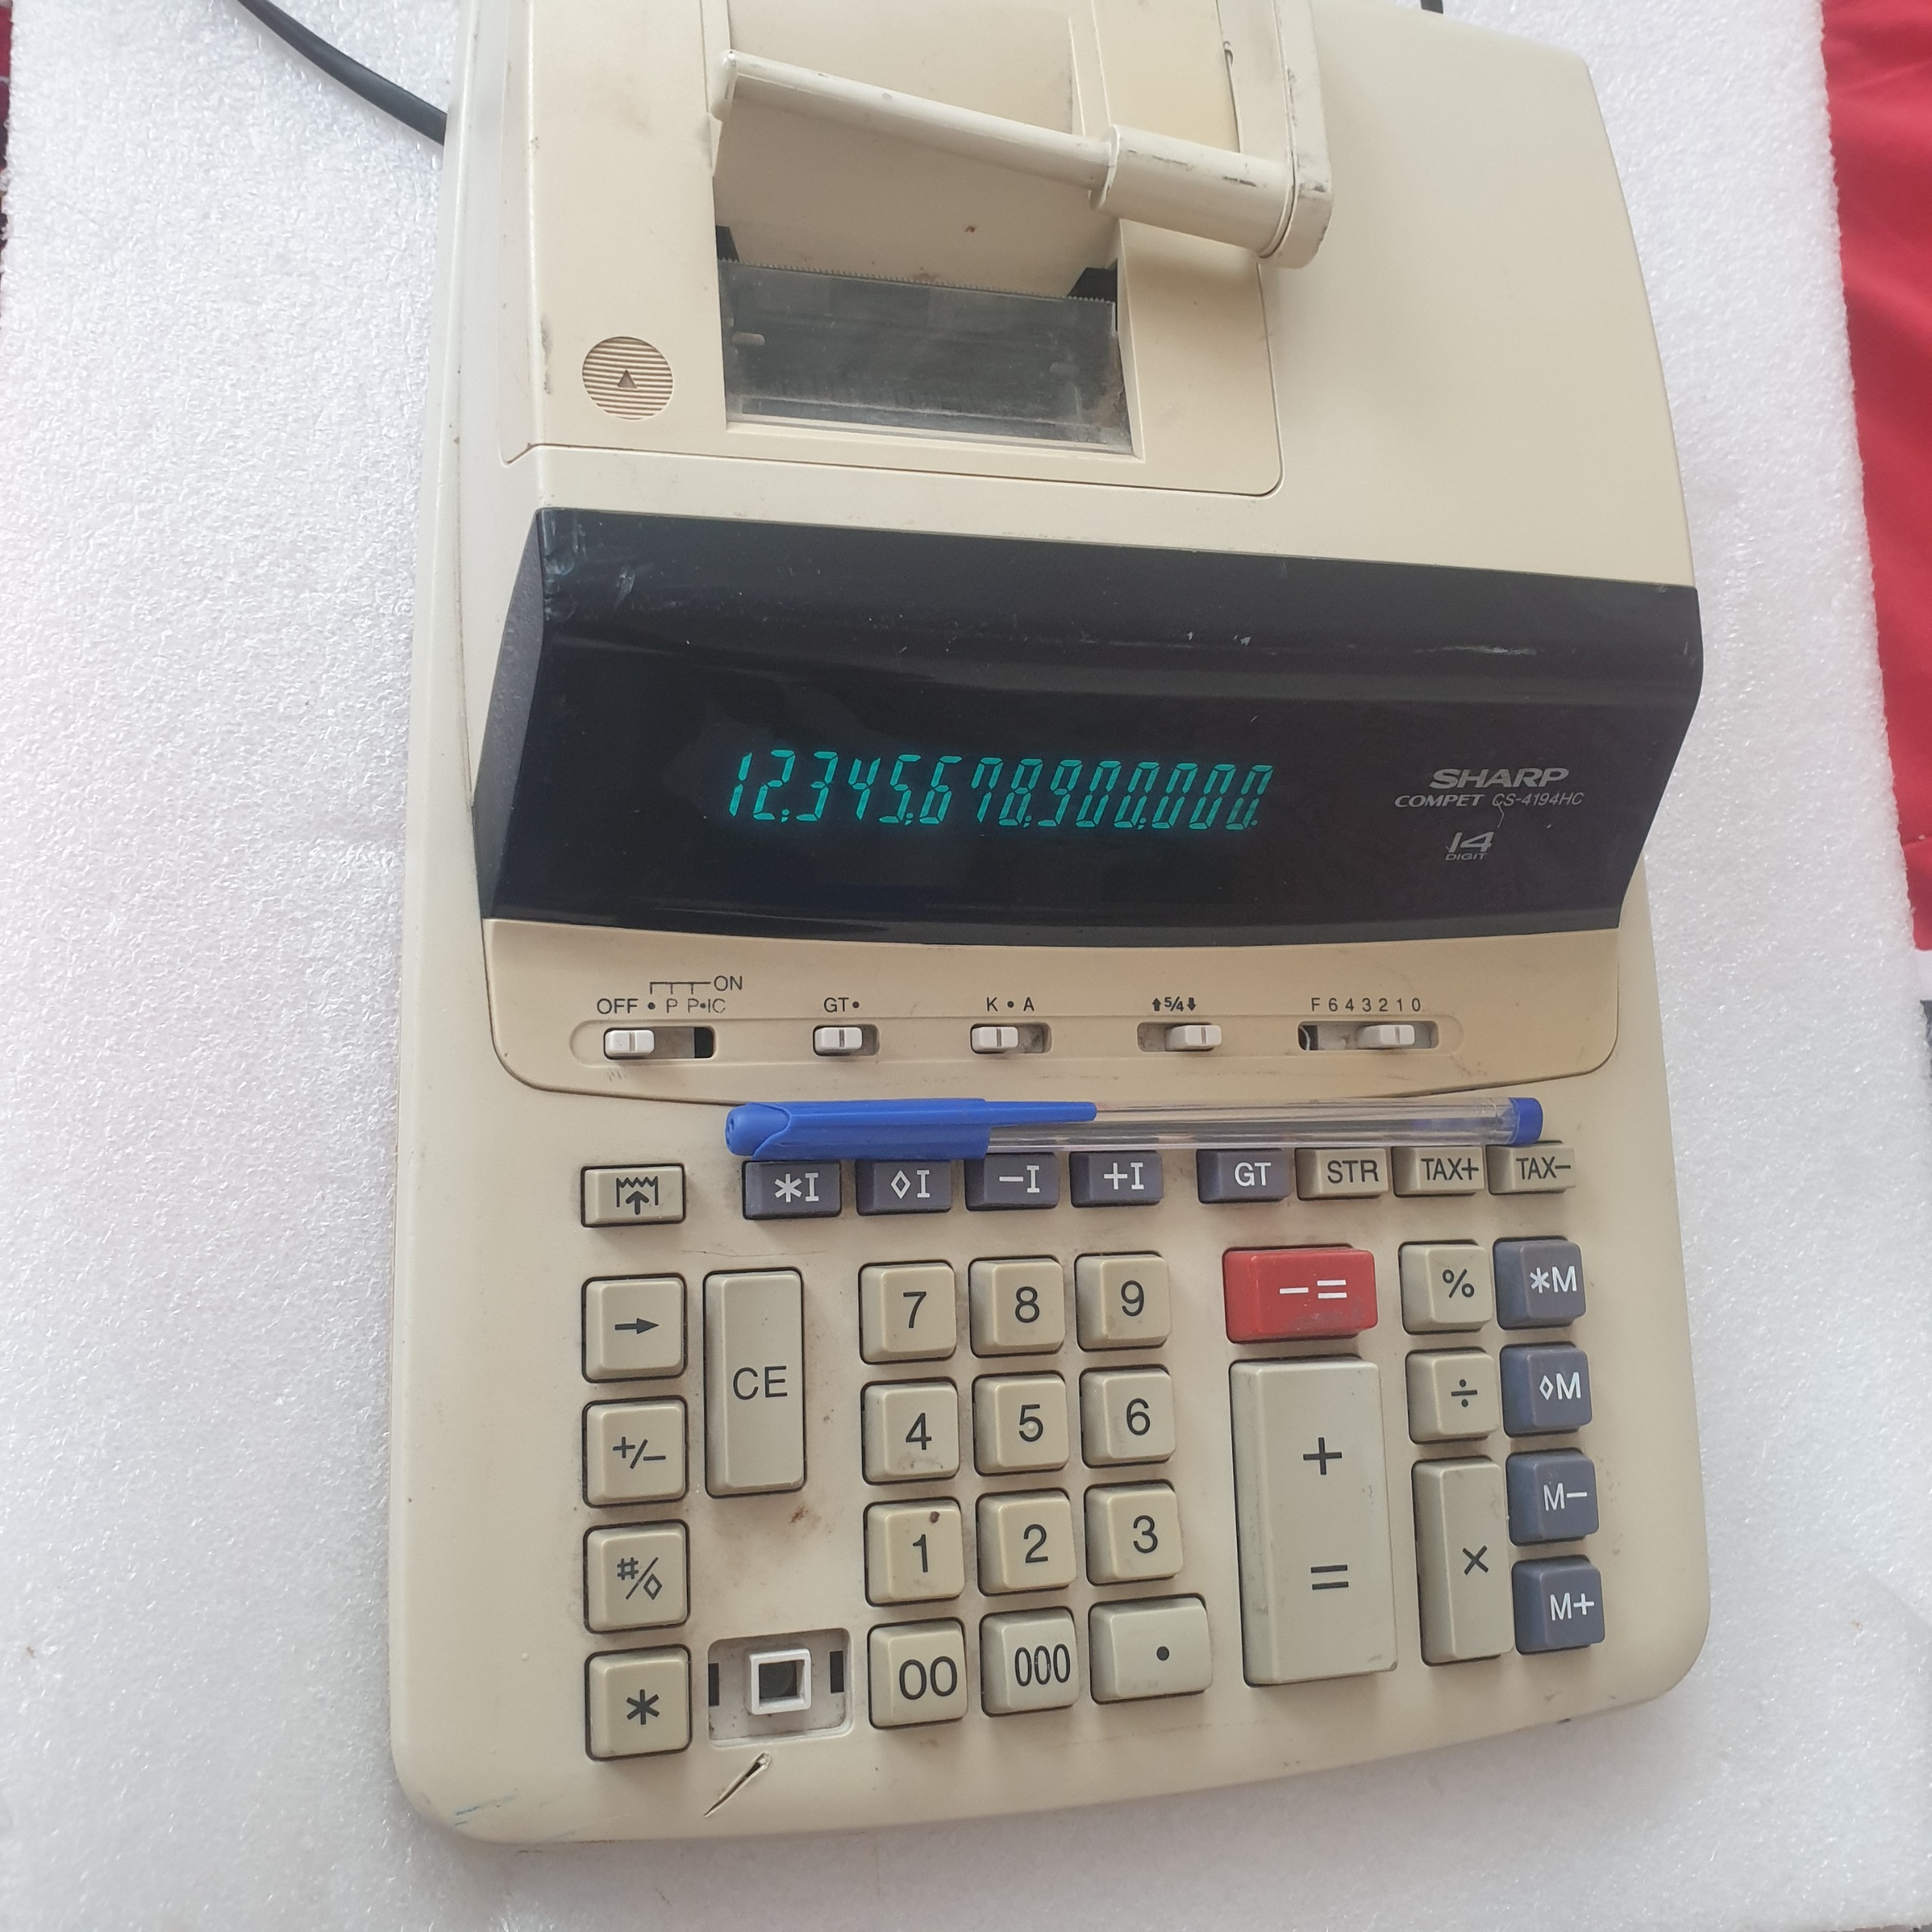 12,345,678,900,000.
SHARP
COMPET CS-4194HC
14
DIGIT
ON
OFF • P P•IC
GT•
K • A
⬆5/4⬇
F 6 4 3 2 1 0
*I ◊I −I +I GT STR TAX+ TAX−
→ CE 7 8 9 −= % *M
+/− 4 5 6 + ÷ ◊M
#/◊ 1 2 3 = × M−
* 00 000 • M+